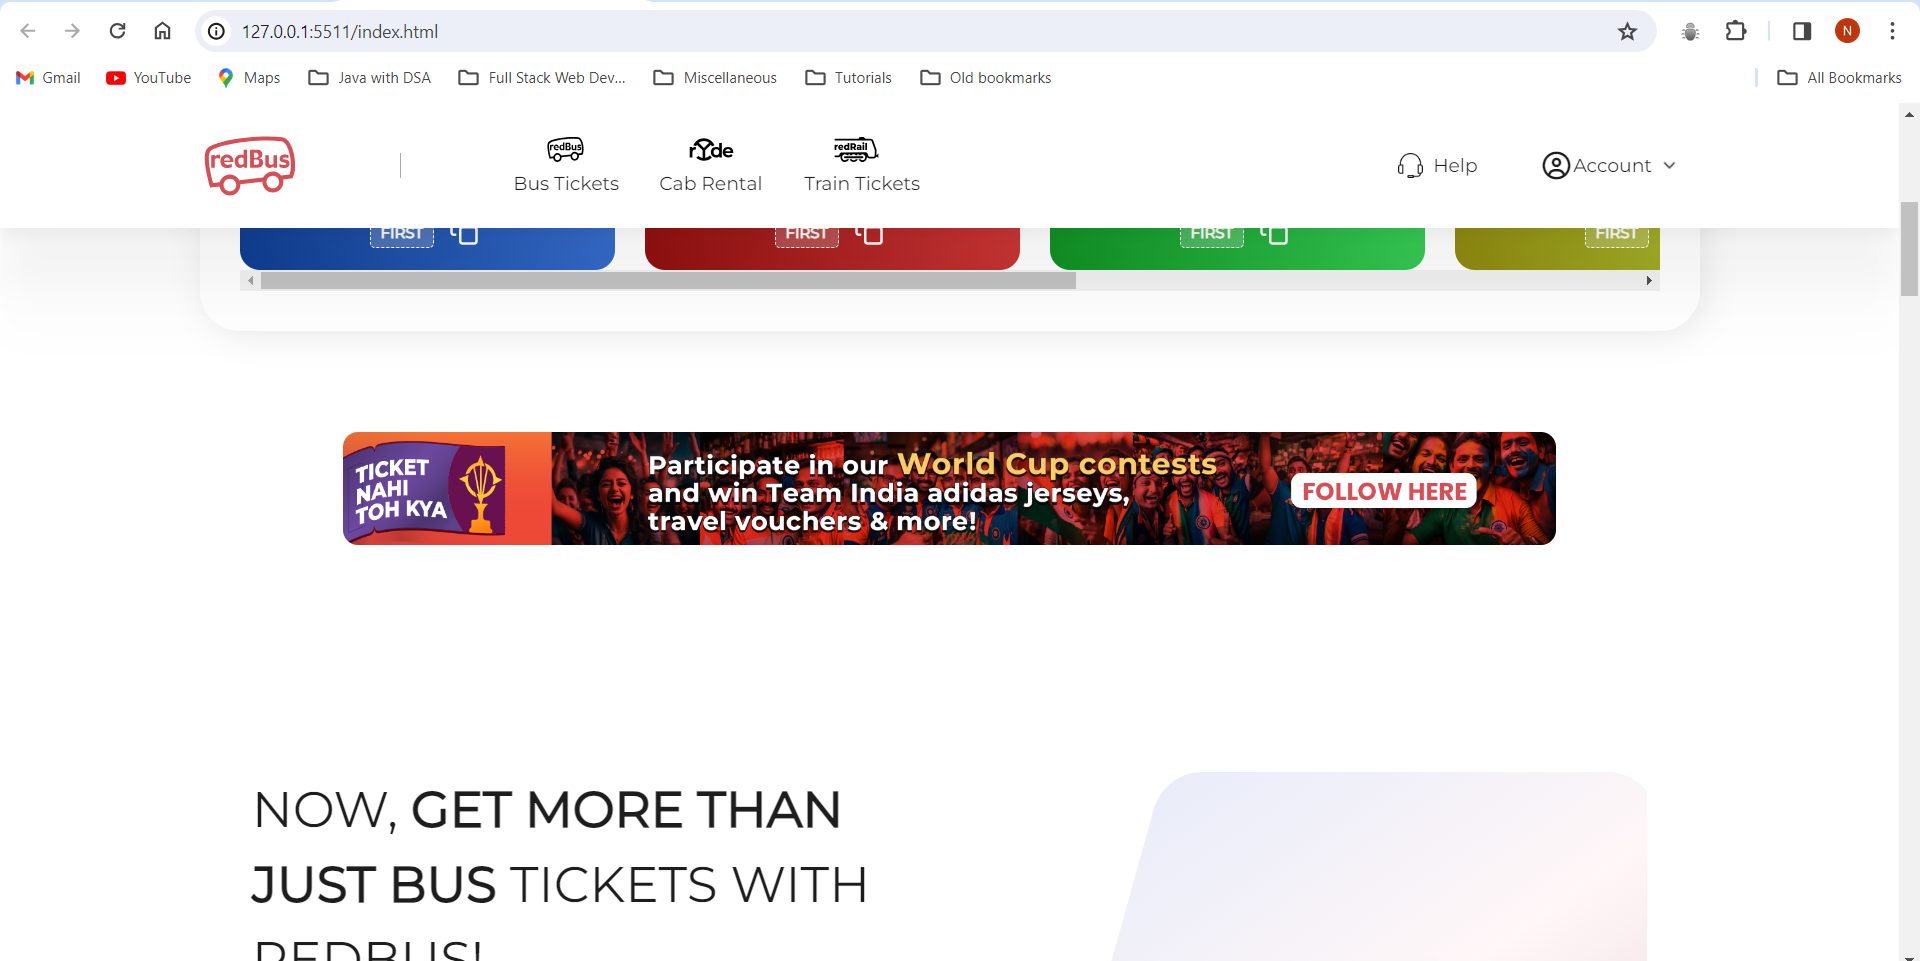 127.0.0.1:5511/index.html
N
Gmail
YouTube
Maps
Java with DSA
Full Stack Web Dev...
Miscellaneous
Tutorials
Old bookmarks
All Bookmarks
redBus
redBus
Bus Tickets
rYde
Cab Rental
redRail
Train Tickets
Help
Account
FIRST
FIRST
FIRST
FIRST
TICKET
NAHI
TOH KYA
Participate in our World Cup contests
and win Team India adidas jerseys,
travel vouchers & more!
FOLLOW HERE
NOW, GET MORE THAN
JUST BUS TICKETS WITH
REDBUS!